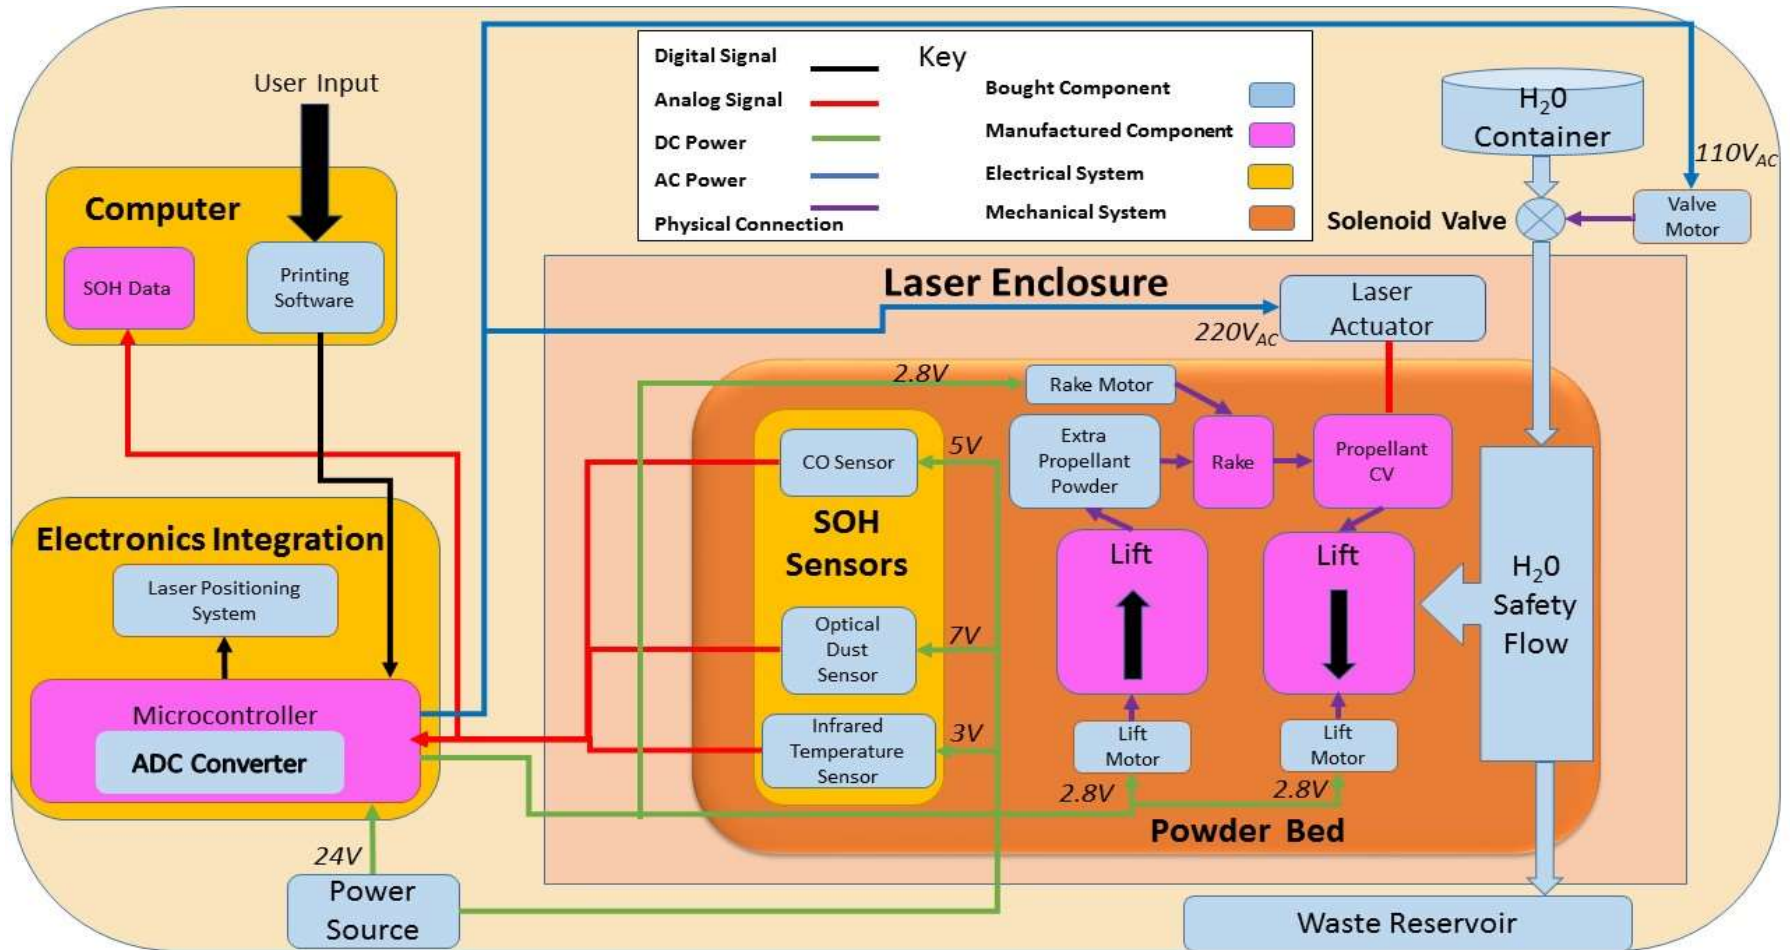 User Input
Computer
SOH Data
Printing
Software
Key
Digital Signal
Analog Signal
DC Power
AC Power
Physical Connection
Bought Component
Manufactured Component
Electrical System
Mechanical System
H₂0
Container
110V_AC
Solenoid Valve
Valve
Motor
Laser Enclosure
Laser
Actuator
220V_AC
2.8V
Rake Motor
Extra
Propellant
Powder
Rake
Propellant
CV
CO Sensor
5V
SOH
Sensors
Optical
Dust
Sensor
7V
Infrared
Temperature
Sensor
3V
Lift
Lift
Lift
Motor
Lift
Motor
2.8V
2.8V
Powder Bed
H₂0
Safety
Flow
Electronics Integration
Laser Positioning
System
Microcontroller
ADC Converter
24V
Power
Source
Waste Reservoir